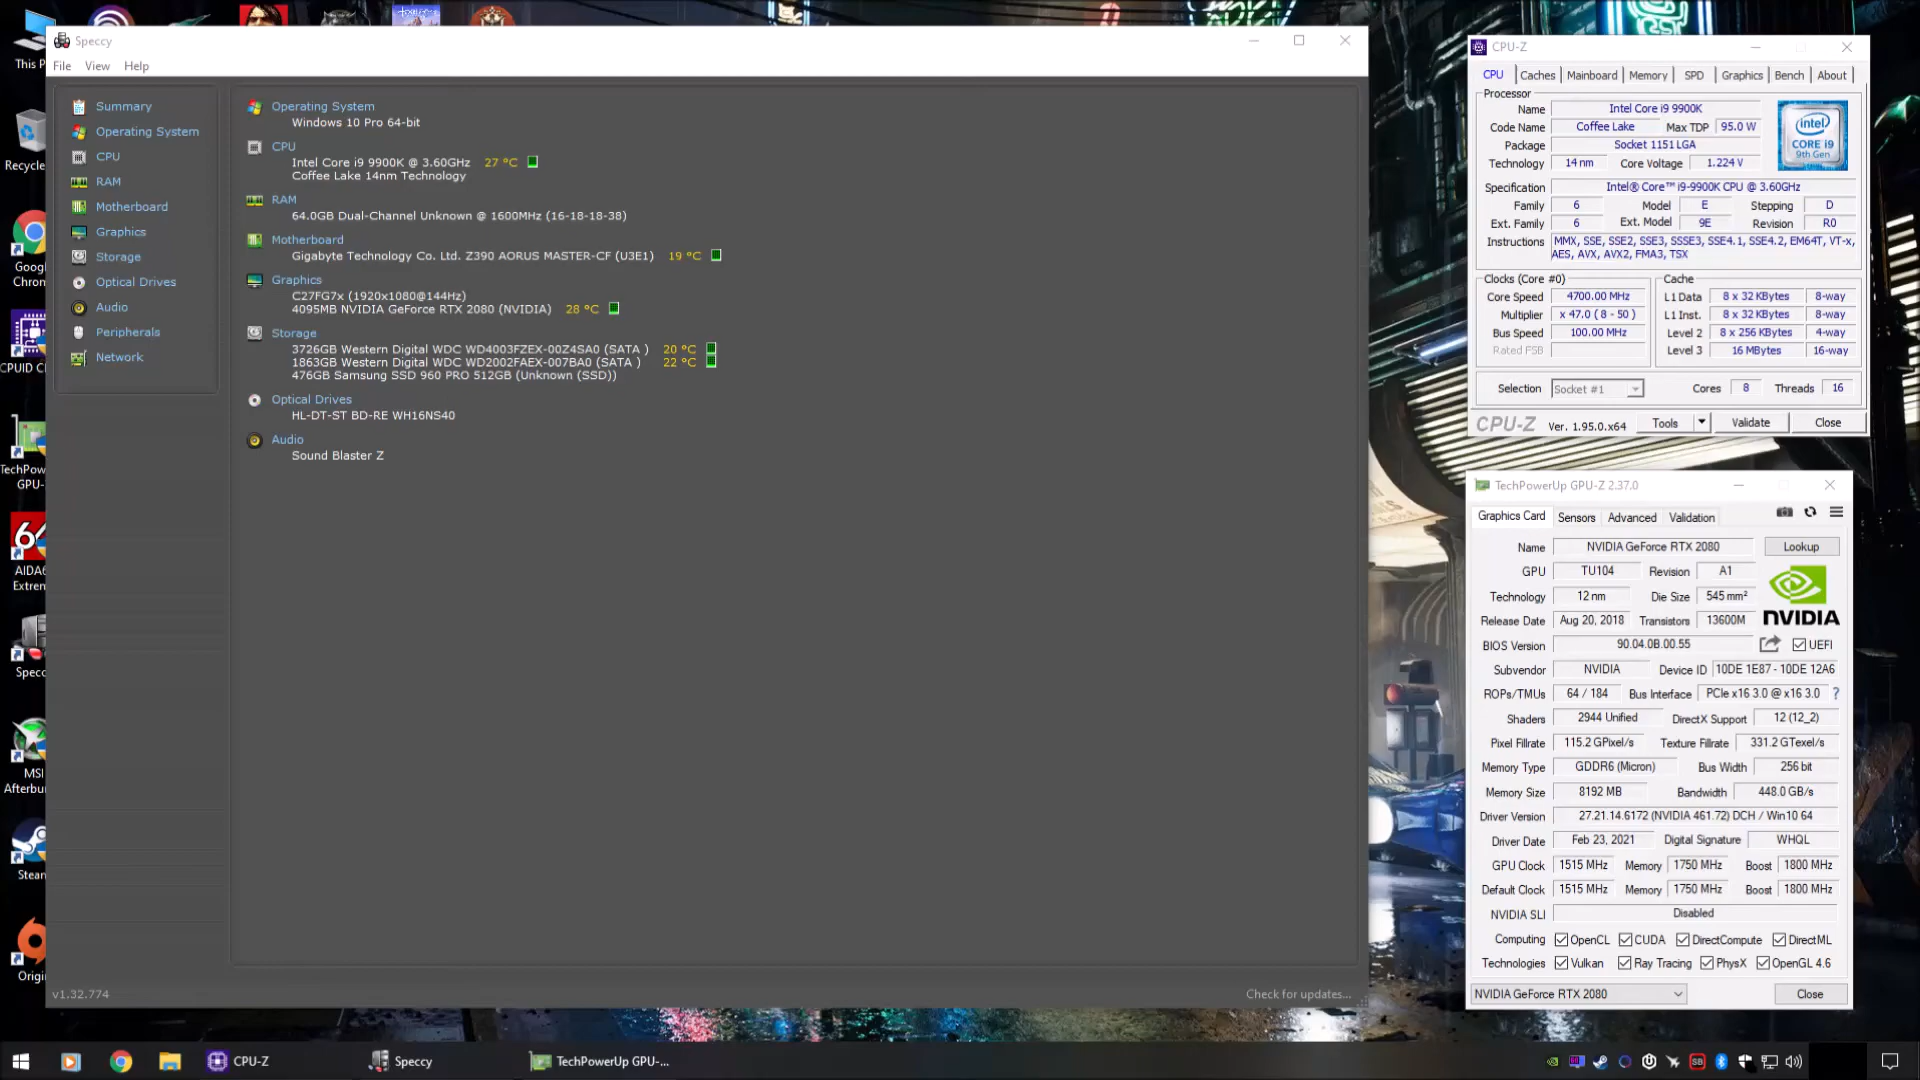 Speccy
File View Help
Summary
Operating System
CPU
RAM
Motherboard
Graphics
Storage
Optical Drives
Audio
Peripherals
Network
Operating System
Windows 10 Pro 64-bit
CPU
Intel Core i9 9900K @ 3.60GHz 27 °C
Coffee Lake 14nm Technology
RAM
64.0GB Dual-Channel Unknown @ 1600MHz (16-18-18-38)
Motherboard
Gigabyte Technology Co. Ltd. Z390 AORUS MASTER-CF (U3E1) 19 °C
Graphics
C27FG7x (1920x1080@144Hz)
4095MB NVIDIA GeForce RTX 2080 (NVIDIA) 28 °C
Storage
3726GB Western Digital WDC WD4003FZEX-00Z4SA0 (SATA ) 20 °C
1863GB Western Digital WDC WD2002FAEX-007BA0 (SATA ) 22 °C
476GB Samsung SSD 960 PRO 512GB (Unknown (SSD))
Optical Drives
HL-DT-ST BD-RE WH16NS40
Audio
Sound Blaster Z
v1.32.774
Check for updates...
This P
Recycle
Google
Chron
CPUID C
TechPow
GPU-
64
AIDA6
Extren
Specc
MSI
Afterbu
Stean
Origi
CPU-Z
CPU Caches Mainboard Memory SPD Graphics Bench About
Processor
Name Intel Core i9 9900K
Code Name Coffee Lake Max TDP 95.0 W
Package Socket 1151 LGA
Technology 14 nm Core Voltage 1.224 V
intel
CORE i9
9th Gen
Specification Intel® Core™ i9-9900K CPU @ 3.60GHz
Family 6 Model E Stepping D
Ext. Family 6 Ext. Model 9E Revision R0
Instructions MMX, SSE, SSE2, SSE3, SSSE3, SSE4.1, SSE4.2, EM64T, VT-x,
AES, AVX, AVX2, FMA3, TSX
Clocks (Core #0)
Core Speed 4700.00 MHz
Multiplier x 47.0 ( 8 - 50 )
Bus Speed 100.00 MHz
Rated FSB
Cache
L1 Data 8 x 32 KBytes 8-way
L1 Inst. 8 x 32 KBytes 8-way
Level 2 8 x 256 KBytes 4-way
Level 3 16 MBytes 16-way
Selection Socket #1 Cores 8 Threads 16
CPU-Z Ver. 1.95.0.x64 Tools Validate Close
TechPowerUp GPU-Z 2.37.0
Graphics Card Sensors Advanced Validation
Name NVIDIA GeForce RTX 2080 Lookup
GPU TU104 Revision A1
Technology 12 nm Die Size 545 mm²
NVIDIA
Release Date Aug 20, 2018 Transistors 13600M
BIOS Version 90.04.0B.00.55 UEFI
Subvendor NVIDIA Device ID 10DE 1E87 - 10DE 12A6
ROPs/TMUs 64 / 184 Bus Interface PCIe x16 3.0 @ x16 3.0 ?
Shaders 2944 Unified DirectX Support 12 (12_2)
Pixel Fillrate 115.2 GPixel/s Texture Fillrate 331.2 GTexel/s
Memory Type GDDR6 (Micron) Bus Width 256 bit
Memory Size 8192 MB Bandwidth 448.0 GB/s
Driver Version 27.21.14.6172 (NVIDIA 461.72) DCH / Win10 64
Driver Date Feb 23, 2021 Digital Signature WHQL
GPU Clock 1515 MHz Memory 1750 MHz Boost 1800 MHz
Default Clock 1515 MHz Memory 1750 MHz Boost 1800 MHz
NVIDIA SLI Disabled
Computing OpenCL CUDA DirectCompute DirectML
Technologies Vulkan Ray Tracing PhysX OpenGL 4.6
NVIDIA GeForce RTX 2080 Close
CPU-Z Speccy TechPowerUp GPU-...